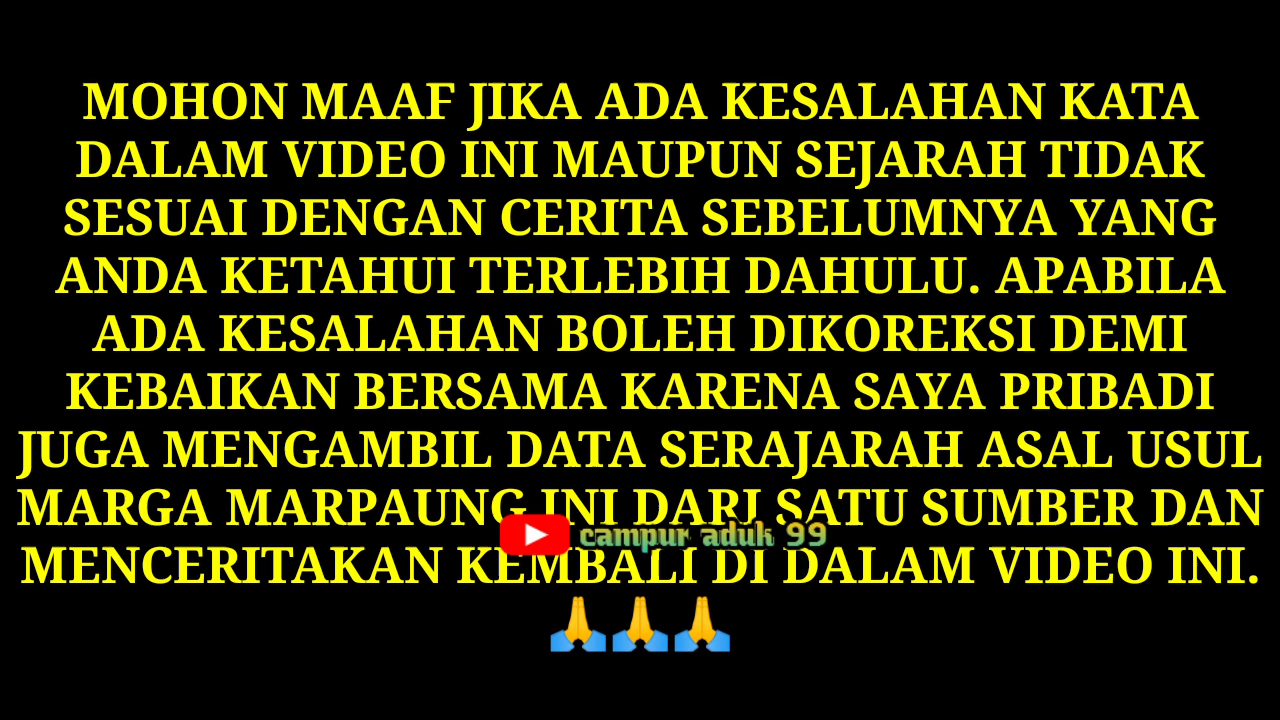 MOHON MAAF JIKA ADA KESALAHAN KATA
DALAM VIDEO INI MAUPUN SEJARAH TIDAK
SESUAI DENGAN CERITA SEBELUMNYA YANG
ANDA KETAHUI TERLEBIH DAHULU. APABILA
ADA KESALAHAN BOLEH DIKOREKSI DEMI
KEBAIKAN BERSAMA KARENA SAYA PRIBADI
JUGA MENGAMBIL DATA SERAJARAH ASAL USUL
MARGA MARPAUNG INI DARI SATU SUMBER DAN
campur aduk 99
MENCERITAKAN KEMBALI DI DALAM VIDEO INI.
🙏🙏🙏